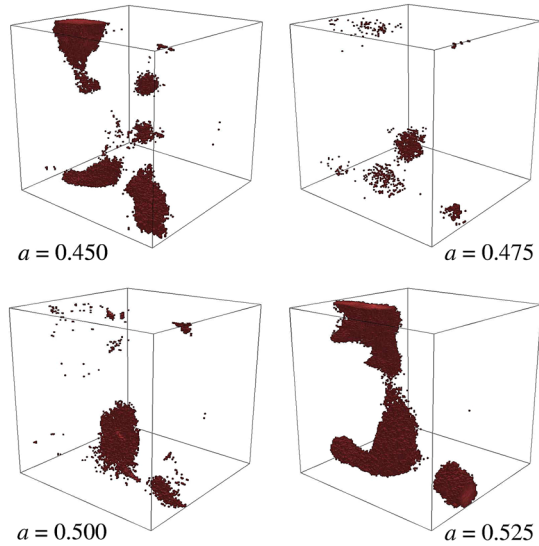 a = 0.450
a = 0.475
a = 0.500
a = 0.525